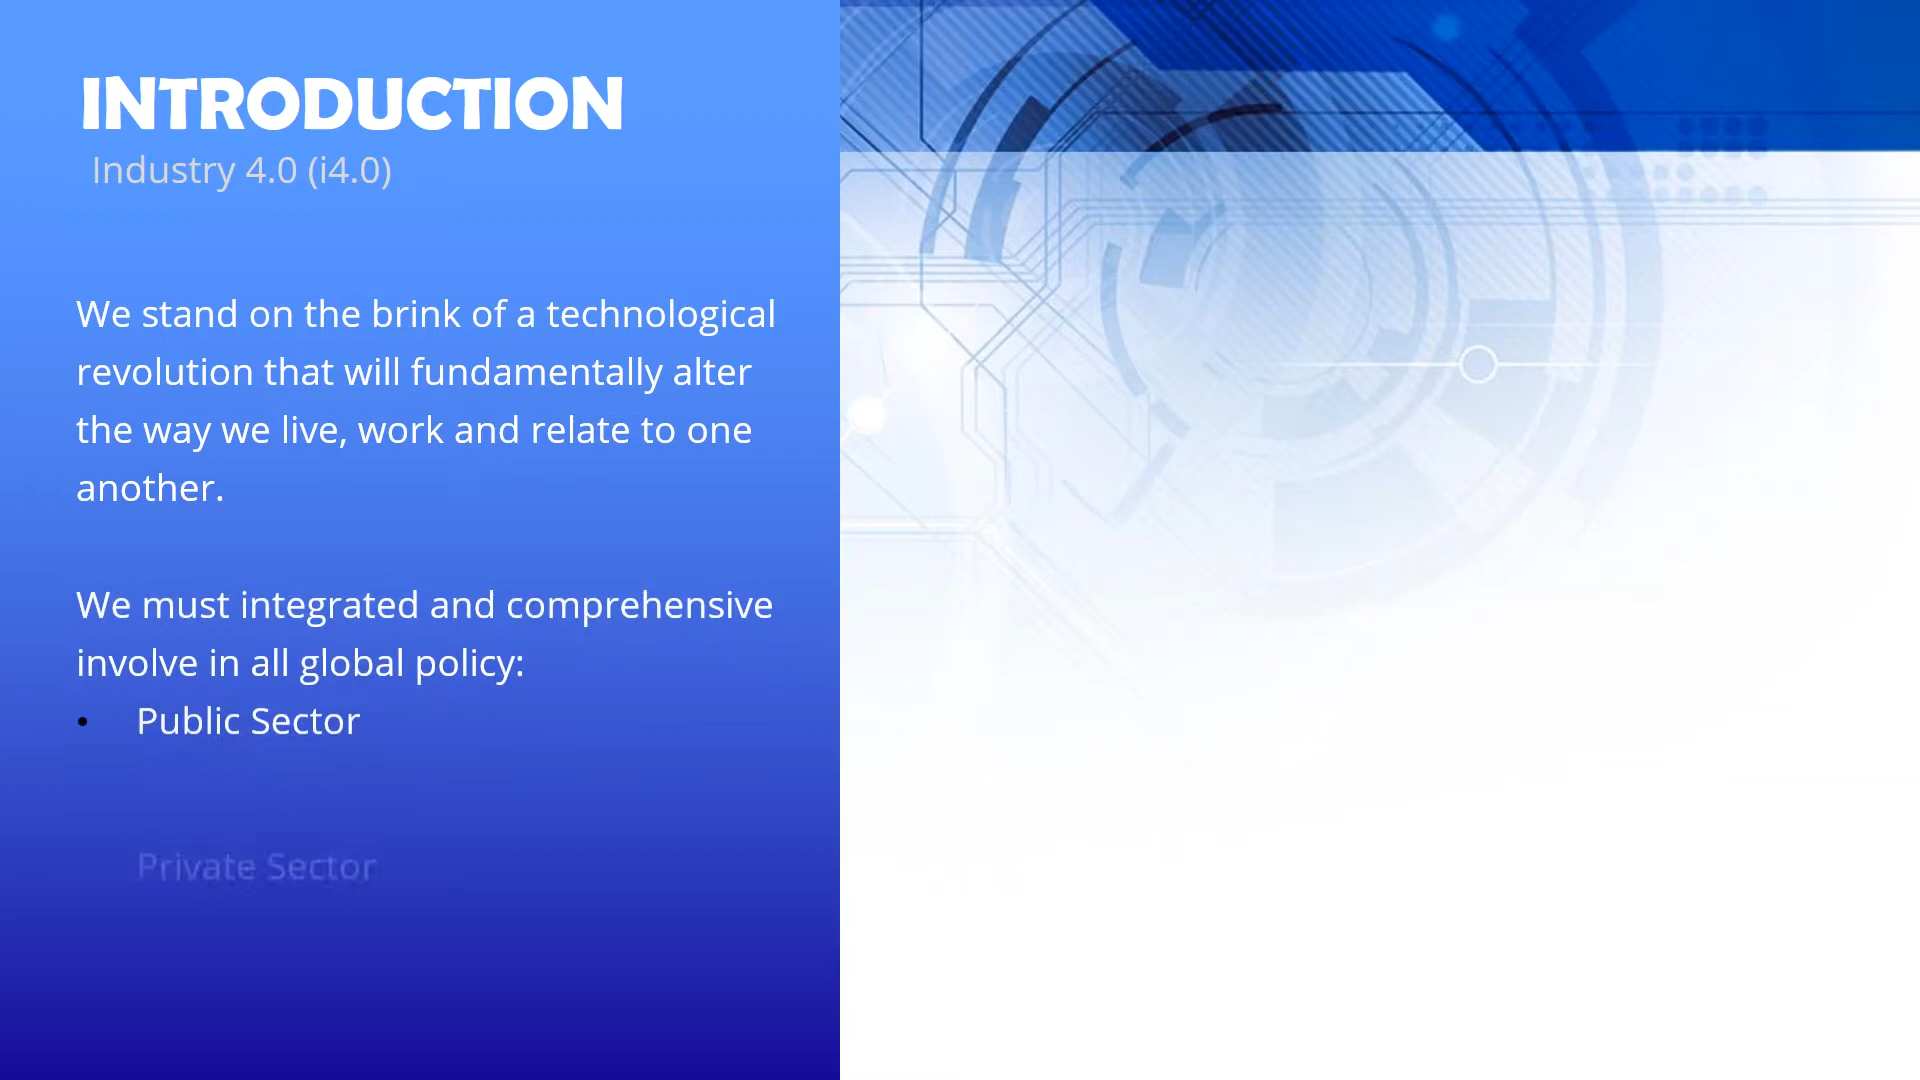 INTRODUCTION
Industry 4.0 (i4.0)
We stand on the brink of a technological
revolution that will fundamentally alter
the way we live, work and relate to one
another.
We must integrated and comprehensive
involve in all global policy:
• Public Sector
Private Sector